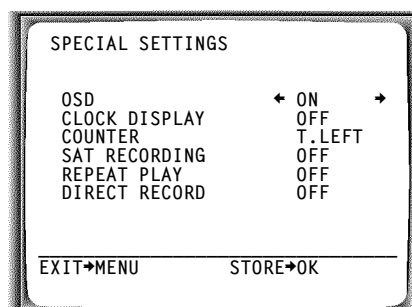 SPECIAL SETTINGS
OSD ← ON →
CLOCK DISPLAY OFF
COUNTER T.LEFT
SAT RECORDING OFF
REPEAT PLAY OFF
DIRECT RECORD OFF
EXIT→MENU STORE→OK